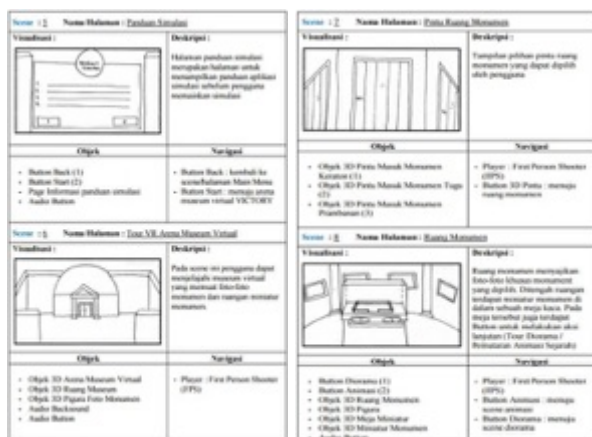 Scene : 5 Nama Halaman : Panduan Simulasi
Visualisasi :
Deskripsi :
Halaman panduan simulasi
merupakan halaman untuk
menampilkan panduan aplikasi
simulasi sebelum pengguna
memainkan simulasi
Objek
Navigasi
- Button Back (1)
- Button Start (2)
- Page Informasi panduan simulasi
- Audio Button
- Button Back : kembali ke
scene/halaman Main Menu
- Button Start : menuju arena
museum virtual VICTORY
Scene : 6 Nama Halaman : Tour VR Arena Museum Virtual
Visualisasi :
Deskripsi :
Pada scene ini pengguna dapat
menjelajahi museum virtual
yang memuat foto-foto
monumen dan ruangan miniatur
monumen.
Objek
Navigasi
- Objek 3D Arena Museum Virtual
- Objek 3D Ruang Museum
- Objek 3D Pigura Foto Monumen
- Audio Backsound
- Audio Button
- Player : First Person Shooter
(FPS)
Scene : 7 Nama Halaman : Pintu Ruang Monumen
Visualisasi :
Deskripsi :
Tampilan pilihan pintu ruang
monumen yang dapat dipilih
oleh pengguna
Objek
Navigasi
- Objek 3D Pintu Masuk Monumen
Keraton (1)
- Objek 3D Pintu Masuk Monumen Tugu
(2)
- Objek 3D Pintu Masuk Monumen
Prambanan (3)
- Player : First Person Shooter
(FPS)
- Button 3D Pintu : menuju
ruang monumen
Scene : 8 Nama Halaman : Ruang Monumen
Visualisasi :
Deskripsi :
Ruang monumen menyajikan
foto-foto khusus monument
yang dipilih. Ditengah ruangan
terdapat miniatur monumen di
dalam sebuah meja kaca. Pada
meja tersebut juga terdapat
Button untuk melakukan aksi
lanjutan (Tour Diorama /
Pemutaran Animasi Sejarah)
Objek
Navigasi
- Button Diorama (1)
- Button Animasi (2)
- Objek 3D Ruang Monumen
- Objek 3D Pigura
- Objek 3D Meja Miniatur
- Objek 3D Miniatur Monumen
- Audio Button
- Player : First Person Shooter
(FPS)
- Button Animasi : menuju
scene animasi
- Button Diorama : menuju
scene diorama